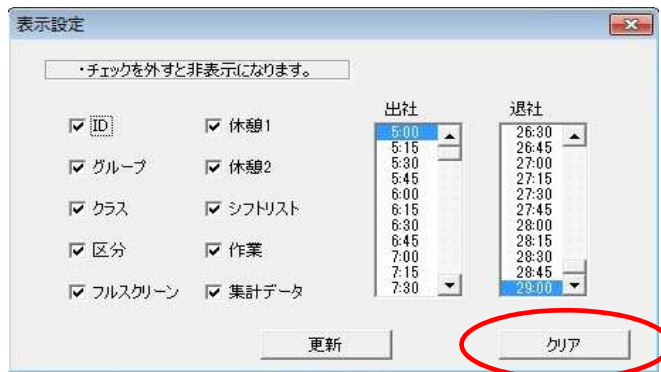 表示設定
・チェックを外すと非表示になります。
ID
グループ
クラス
区分
フルスクリーン
休憩1
休憩2
シフトリスト
作業
集計データ
出社
5:00
5:15
5:30
5:45
6:00
6:15
6:30
6:45
7:00
7:15
7:30
退社
26:30
26:45
27:00
27:15
27:30
27:45
28:00
28:15
28:30
28:45
29:00
更新
クリア